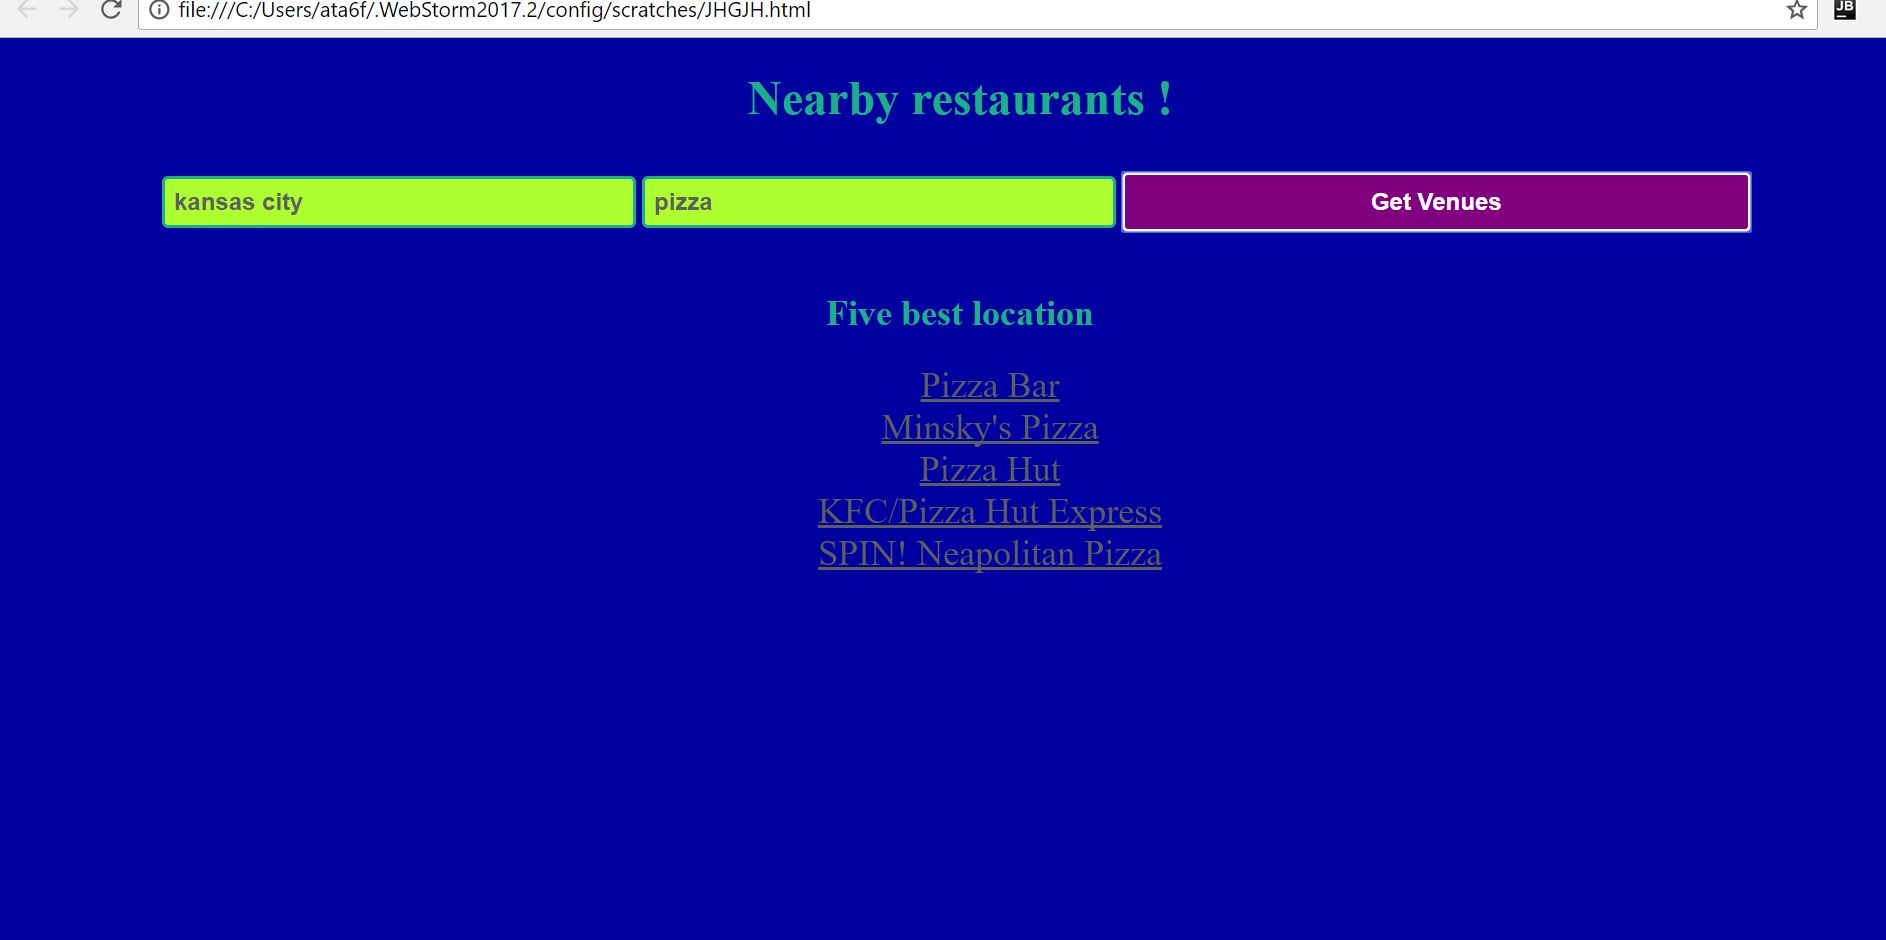 file:///C:/Users/ata6f/.WebStorm2017.2/config/scratches/JHGJH.html
JB
Nearby restaurants !
kansas city pizza Get Venues
Five best location
Pizza Bar
Minsky's Pizza
Pizza Hut
KFC/Pizza Hut Express
SPIN! Neapolitan Pizza